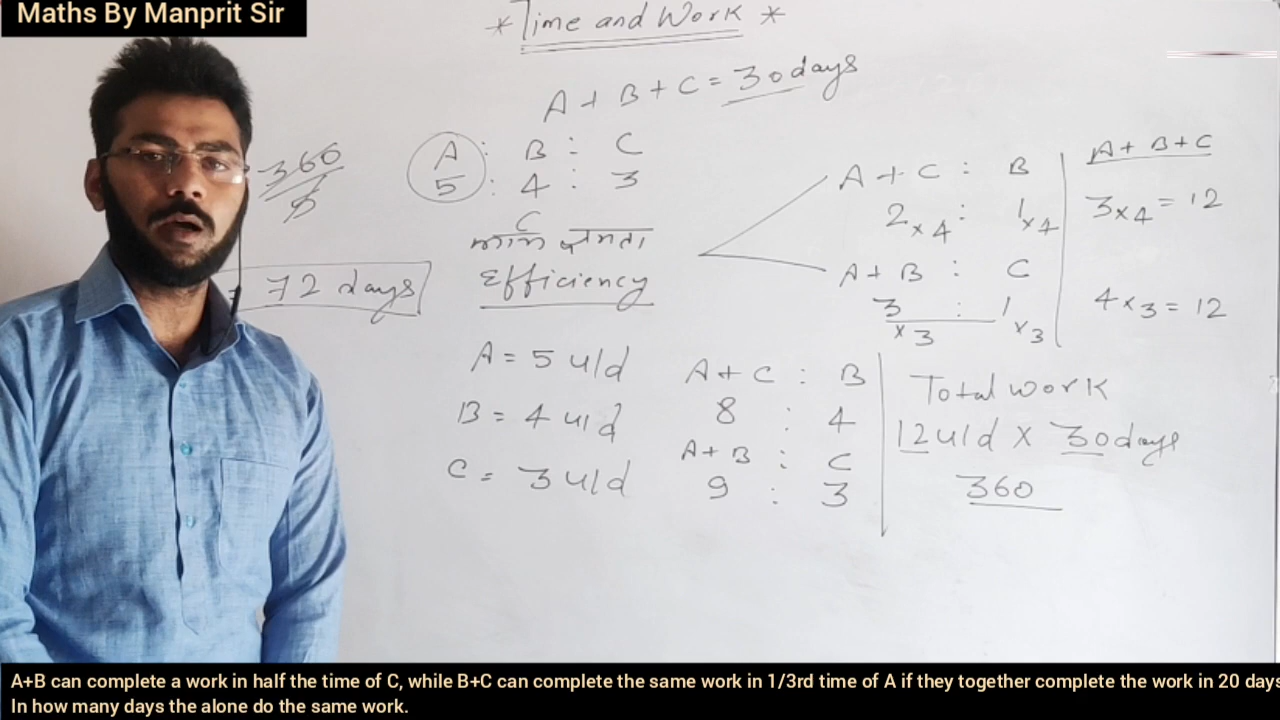 Maths By Manprit Sir
* Time and Work *
A + B + C = 30 days
A : B : C
5 : 4 : 3
C
Efficiency
A = 5 u/d
B = 4 u/d
C = 3 u/d
360
5
= 72 days
A + C : B
2 x 4 : 1 x 4
A + B : C
3 : 1
x 3 x 3
A + B + C
3 x 4 = 12
4 x 3 = 12
A + C : B
8 : 4
A + B : C
9 : 3
Total work
12 u/d x 30 days
360
A+B can complete a work in half the time of C, while B+C can complete the same work in 1/3rd time of A if they together complete the work in 20 days
In how many days the alone do the same work.